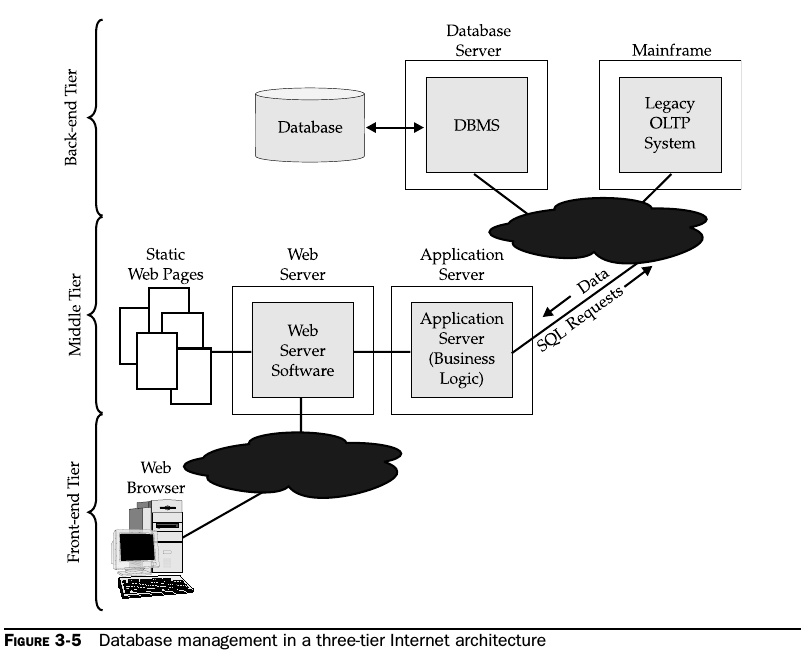 Back-end Tier
Database
Server
Mainframe
Database
DBMS
Legacy
OLTP
System
Middle Tier
Static
Web Pages
Web
Server
Application
Server
Web
Server
Software
Application
Server
(Business
Logic)
Data
SQL Requests
Front-end Tier
Web
Browser
FIGURE 3-5 Database management in a three-tier Internet architecture